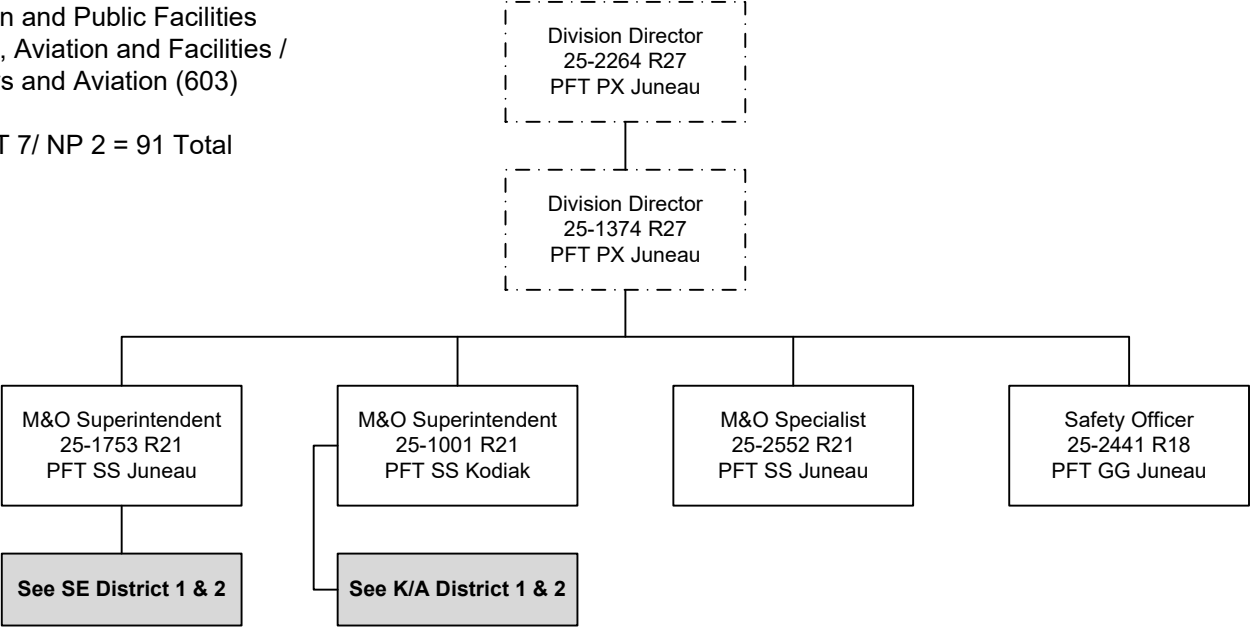 and Public Facilities
, Aviation and Facilities /
and Aviation (603)
7/ NP 2 = 91 Total
Division Director
25-2264 R27
PFT PX Juneau
Division Director
25-1374 R27
PFT PX Juneau
M&O Superintendent
25-1753 R21
PFT SS Juneau
M&O Superintendent
25-1001 R21
PFT SS Kodiak
M&O Specialist
25-2552 R21
PFT SS Juneau
Safety Officer
25-2441 R18
PFT GG Juneau
See SE District 1 & 2
See K/A District 1 & 2